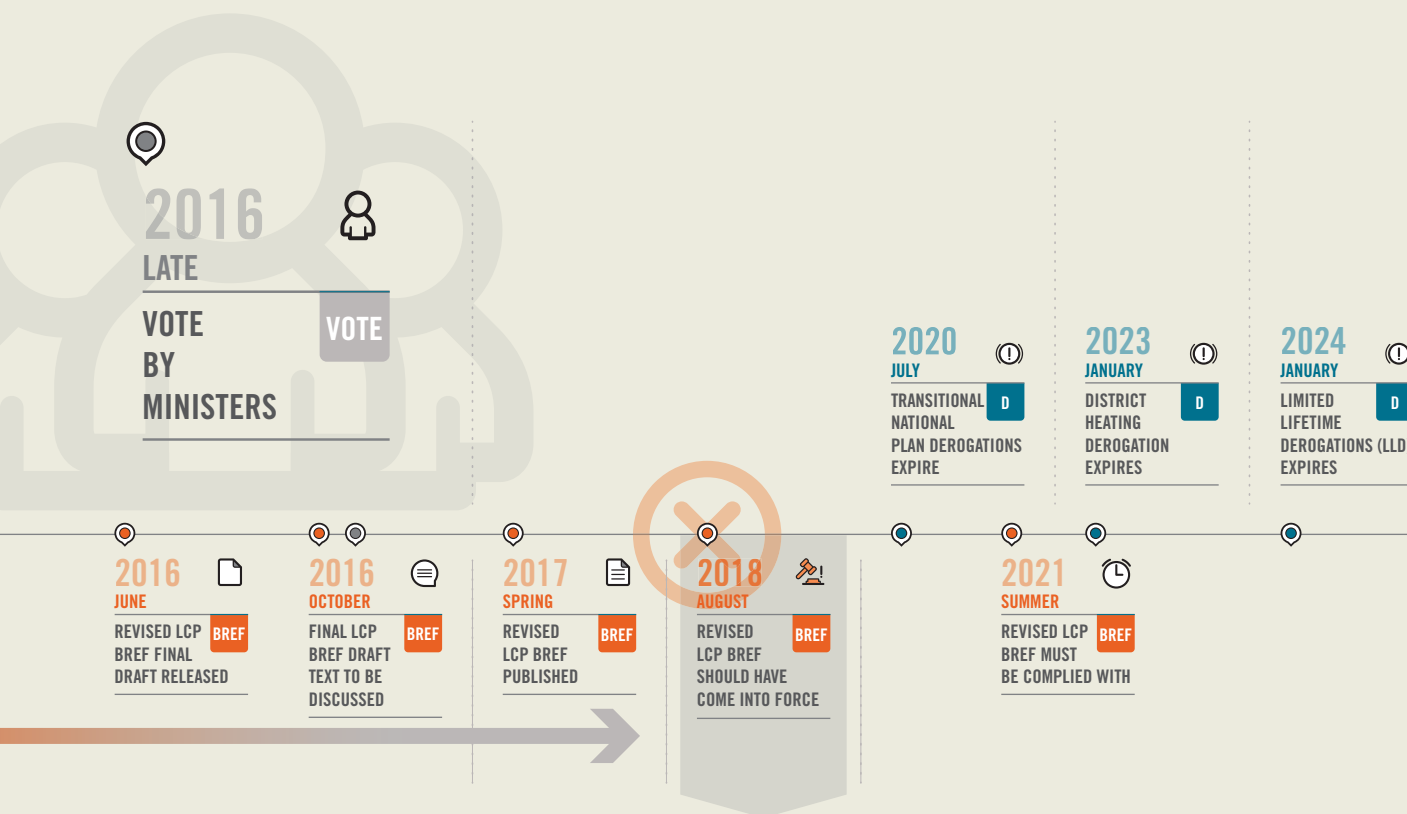 2016
LATE
VOTE
BY
MINISTERS
VOTE
2020
JULY
TRANSITIONAL
NATIONAL
PLAN DEROGATIONS
EXPIRE
D
2023
JANUARY
DISTRICT
HEATING
DEROGATION
EXPIRES
D
2024
JANUARY
LIMITED
LIFETIME
DEROGATIONS (LLD
EXPIRES
D
2016
JUNE
REVISED LCP
BREF FINAL
DRAFT RELEASED
BREF
2016
OCTOBER
FINAL LCP
BREF DRAFT
TEXT TO BE
DISCUSSED
BREF
2017
SPRING
REVISED
LCP BREF
PUBLISHED
BREF
2018
AUGUST
REVISED
LCP BREF
SHOULD HAVE
COME INTO FORCE
BREF
2021
SUMMER
REVISED LCP
BREF MUST
BE COMPLIED WITH
BREF